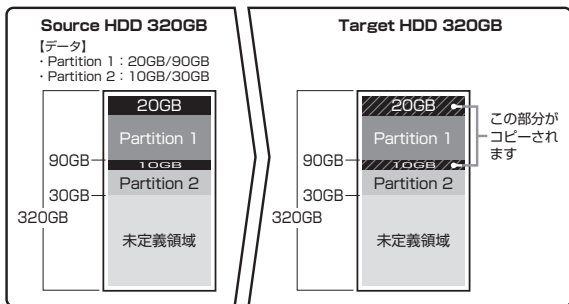 Source HDD 320GB
【データ】
・Partition 1：20GB/90GB
・Partition 2：10GB/30GB
20GB
Partition 1
90GB
10GB
Partition 2
30GB
320GB
未定義領域
Target HDD 320GB
20GB
Partition 1
90GB
10GB
Partition 2
30GB
320GB
未定義領域
この部分が
コピーされ
ます